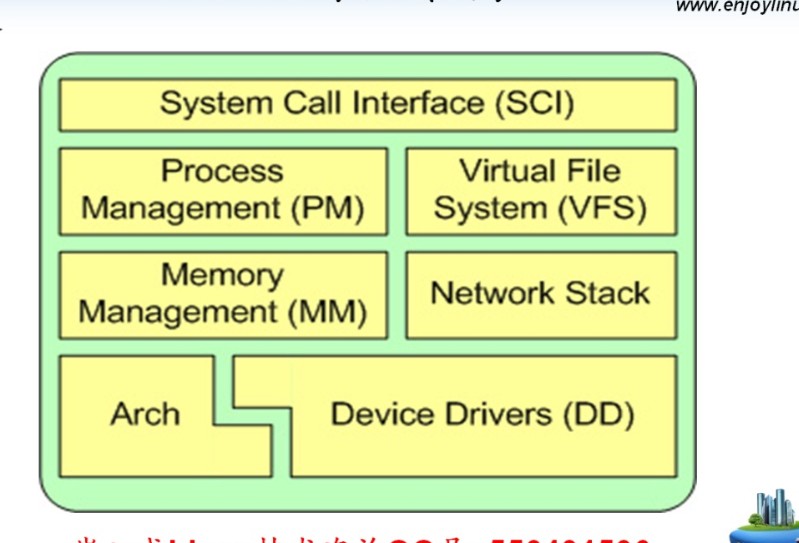 www.enjoylinu
System Call Interface (SCI)
Process
Management (PM)
Virtual File
System (VFS)
Memory
Management (MM)
Network Stack
Arch
Device Drivers (DD)